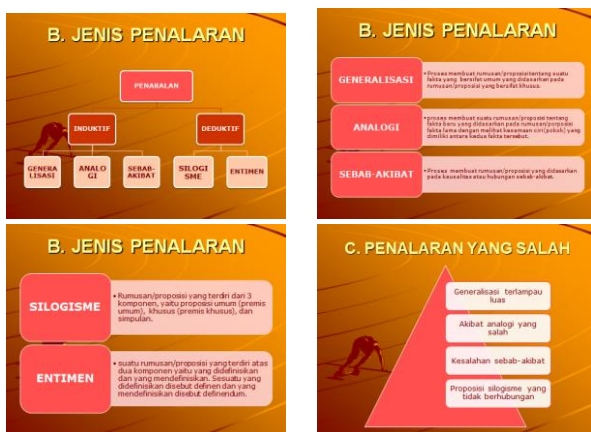 B. JENIS PENALARAN
PENARALAN
INDUKTIF
DEDUKTIF
GENERA
LISASI
ANALO
GI
SEBAB-
AKIBAT
SILOGI
SME
ENTIMEN
B. JENIS PENALARAN
GENERALISASI
• Proses membuat rumusan/proposisi tentang suatu
fakta yang bersifat umum yang didasarkan pada
rumusan/proposisi yang bersifat khusus.
ANALOGI
• proses membuat suatu rumusan/proposisi tentang
fakta baru yang didasarkan pada rumusan/porposisi
fakta lama dengan melihat kesamaan ciri(pokok) yang
dimiliki antara kedua fakta tersebut.
SEBAB-AKIBAT
• Proses membuat rumusan/proposisi yang didasarkan
pada kausalitas atau hubungan sebab-akibat.
B. JENIS PENALARAN
SILOGISME
• Rumusan/proposisi yang terdiri dari 3
komponen, yaitu proposisi umum (premis
umum), khusus (premis khusus), dan
simpulan.
ENTIMEN
• suatu rumusan/proposisi yang terdiri atas
dua komponen yaitu yang didefinisikan
dan yang mendefinisikan. Sesuatu yang
didefinisikan disebut definen dan yang
mendefinisikan disebut definendum.
C. PENALARAN YANG SALAH
Generalisasi terlampau
luas
Akibat analogi yang
salah
Kesalahan sebab-akibat
Proposisi silogisme yang
tidak berhubungan